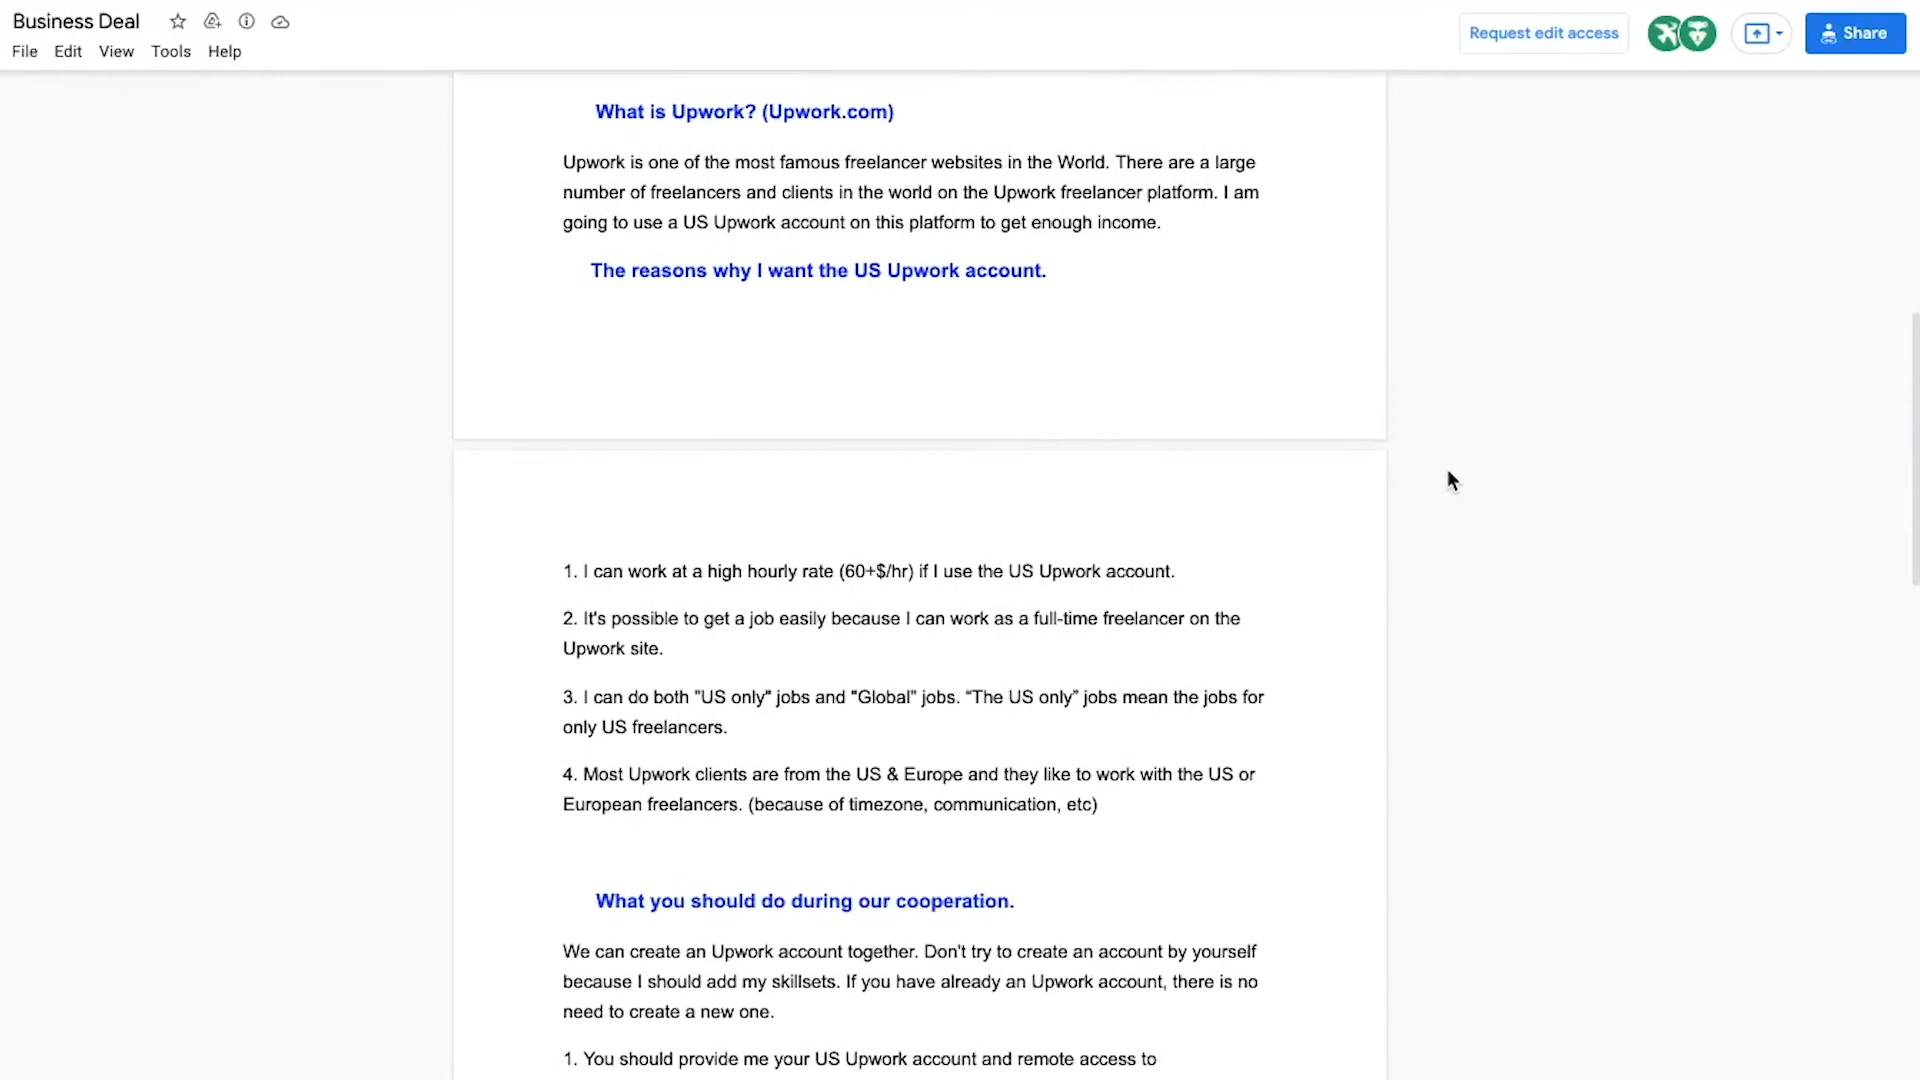 Business Deal
File Edit View Tools Help
Request edit access
Share
What is Upwork? (Upwork.com)
Upwork is one of the most famous freelancer websites in the World. There are a large
number of freelancers and clients in the world on the Upwork freelancer platform. I am
going to use a US Upwork account on this platform to get enough income.
The reasons why I want the US Upwork account.
1. I can work at a high hourly rate (60+$/hr) if I use the US Upwork account.
2. It's possible to get a job easily because I can work as a full-time freelancer on the
Upwork site.
3. I can do both "US only" jobs and "Global" jobs. “The US only” jobs mean the jobs for
only US freelancers.
4. Most Upwork clients are from the US & Europe and they like to work with the US or
European freelancers. (because of timezone, communication, etc)
What you should do during our cooperation.
We can create an Upwork account together. Don't try to create an account by yourself
because I should add my skillsets. If you have already an Upwork account, there is no
need to create a new one.
1. You should provide me your US Upwork account and remote access to